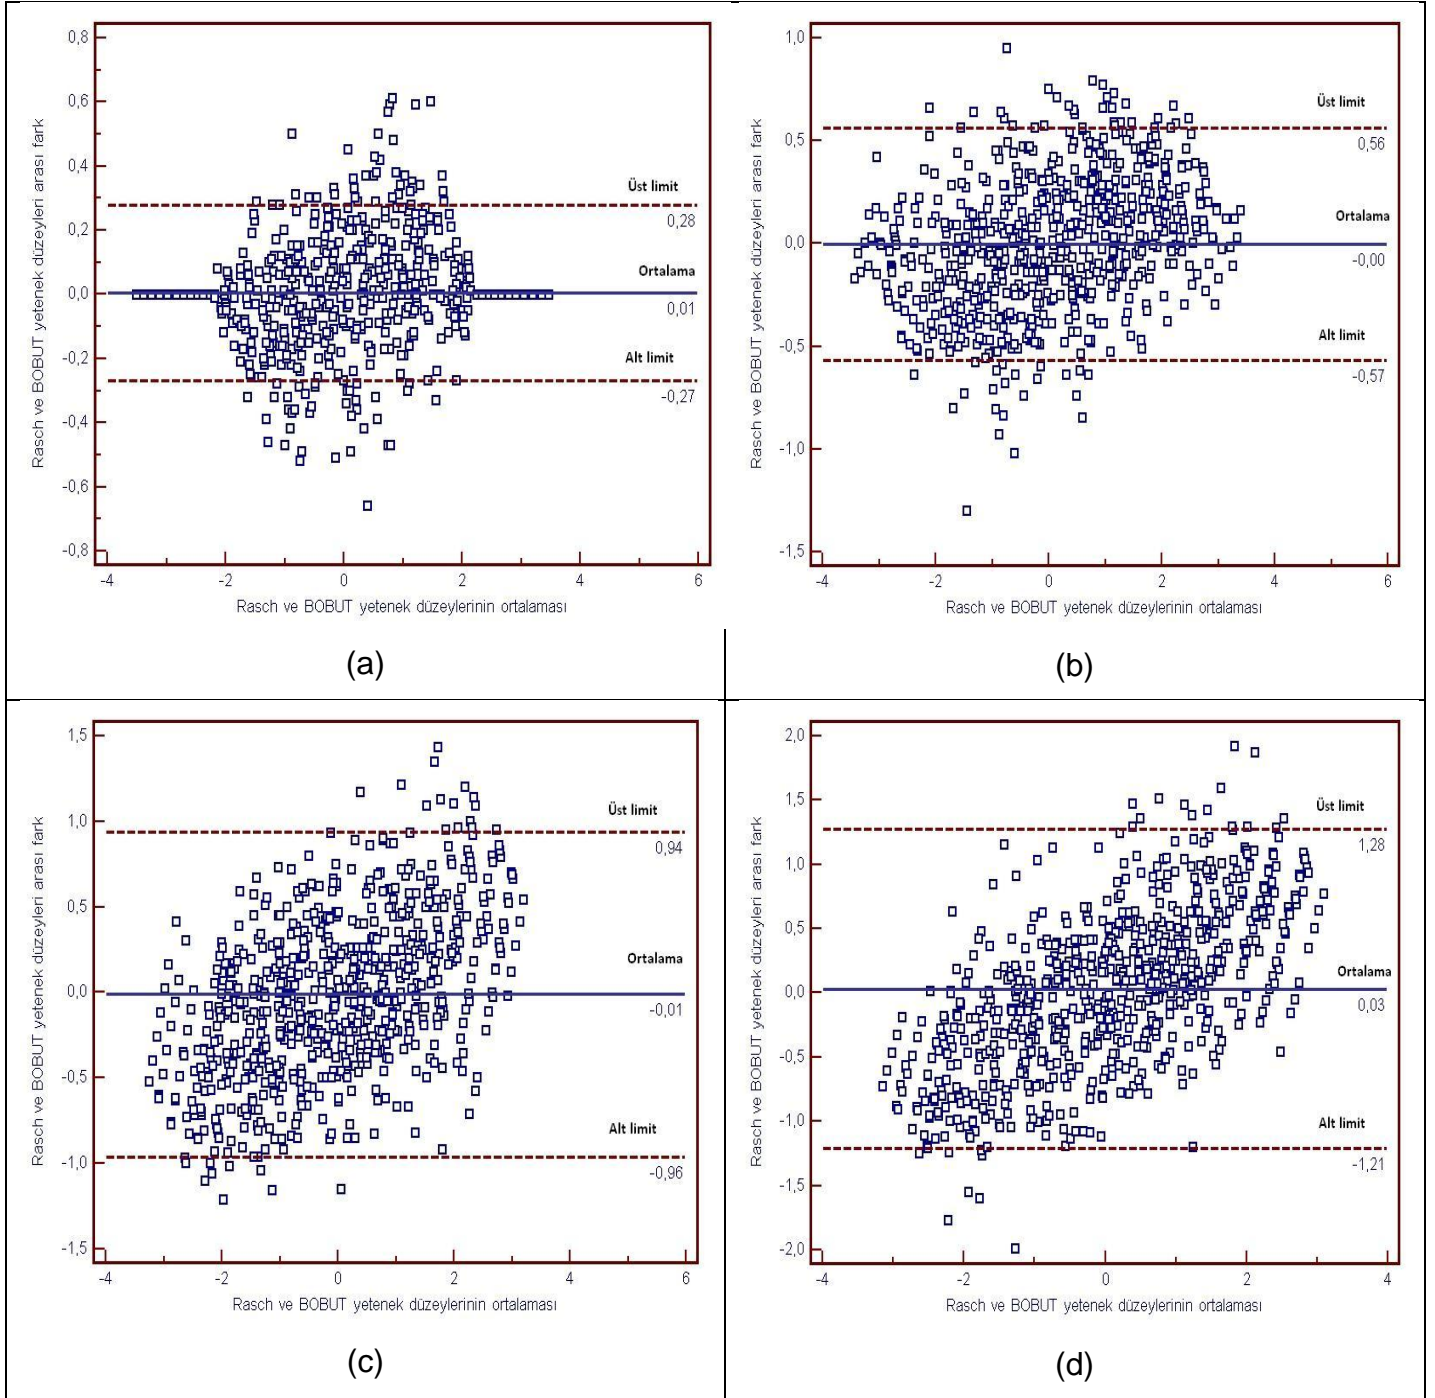 0,8
0,6
0,4
0,2
0,0
-0,2
-0,4
-0,6
-0,8
Rasch ve BOBUT yetenek düzeyleri arası fark
Üst limit
0,28
Ortalama
0,01
Alt limit
-0,27
-4 -2 0 2 4 6
Rasch ve BOBUT yetenek düzeylerinin ortalaması
(a)
1,0
0,5
0,0
-0,5
-1,0
-1,5
Rasch ve BOBUT yetenek düzeyleri arası fark
Üst limit
0,56
Ortalama
-0,00
Alt limit
-0,57
-4 -2 0 2 4 6
Rasch ve BOBUT yetenek düzeylerinin ortalaması
(b)
1,5
1,0
0,5
0,0
-0,5
-1,0
-1,5
Rasch ve BOBUT yetenek düzeyleri arası fark
Üst limit
0,94
Ortalama
-0,01
Alt limit
-0,96
-4 -2 0 2 4 6
Rasch ve BOBUT yetenek düzeylerinin ortalaması
(c)
2,0
1,5
1,0
0,5
0,0
-0,5
-1,0
-1,5
-2,0
Rasch ve BOBUT yetenek düzeyleri arası fark
Üst limit
1,28
Ortalama
0,03
Alt limit
-1,21
-4 -2 0 2 4
Rasch ve BOBUT yetenek düzeylerinin ortalaması
(d)